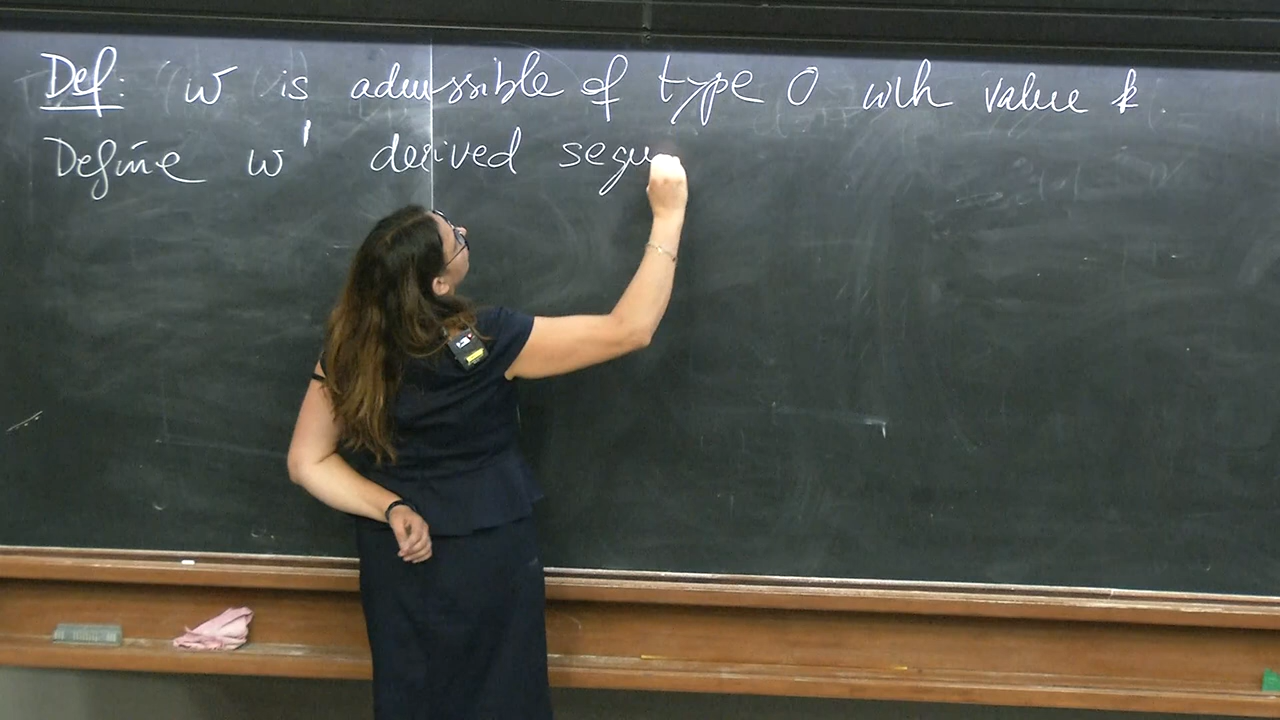 Def: w is admissible of type 0 with value k.
Define w' derived sequ